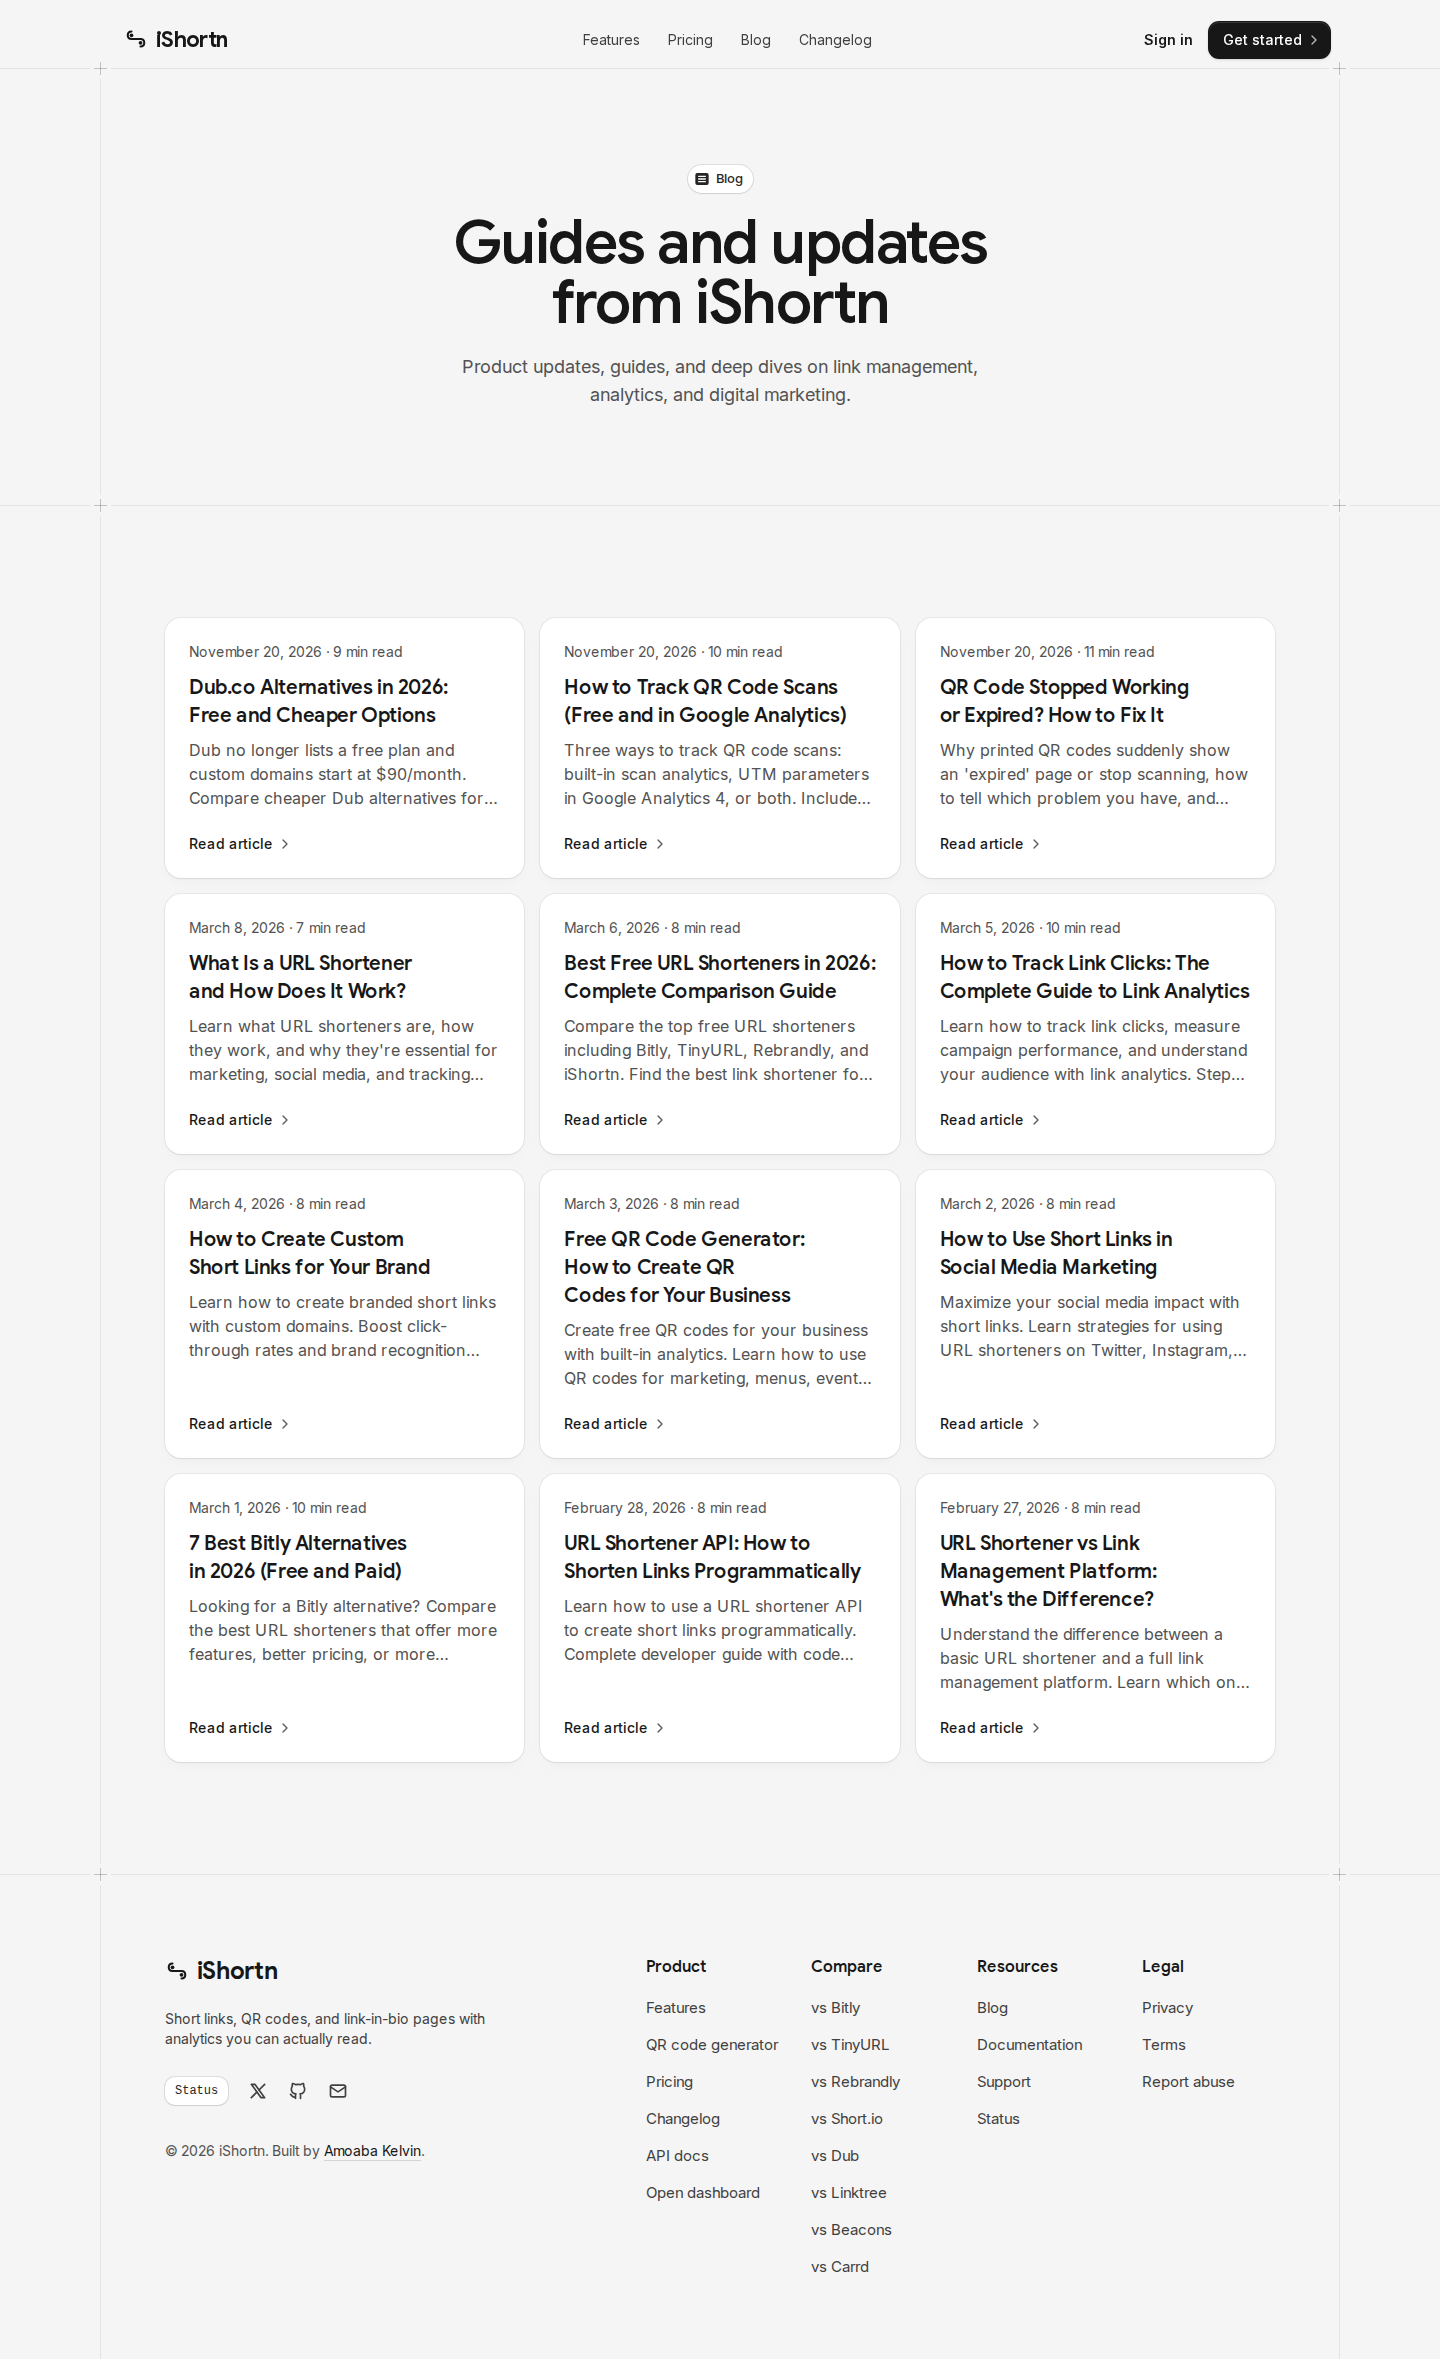 iShortn
Features
Pricing
Blog
Changelog
Sign in
Get started
Blog
Guides and updates
from iShortn
Product updates, guides, and deep dives on link management,
analytics, and digital marketing.
November 20, 2026 · 9 min read
Dub.co Alternatives in 2026:
Free and Cheaper Options
Dub no longer lists a free plan and
custom domains start at $90/month.
Compare cheaper Dub alternatives for...
Read article
November 20, 2026 · 10 min read
How to Track QR Code Scans
(Free and in Google Analytics)
Three ways to track QR code scans:
built-in scan analytics, UTM parameters
in Google Analytics 4, or both. Include...
Read article
November 20, 2026 · 11 min read
QR Code Stopped Working
or Expired? How to Fix It
Why printed QR codes suddenly show
an 'expired' page or stop scanning, how
to tell which problem you have, and...
Read article
March 8, 2026 · 7 min read
What Is a URL Shortener
and How Does It Work?
Learn what URL shorteners are, how
they work, and why they're essential for
marketing, social media, and tracking...
Read article
March 6, 2026 · 8 min read
Best Free URL Shorteners in 2026:
Complete Comparison Guide
Compare the top free URL shorteners
including Bitly, TinyURL, Rebrandly, and
iShortn. Find the best link shortener fo...
Read article
March 5, 2026 · 10 min read
How to Track Link Clicks: The
Complete Guide to Link Analytics
Learn how to track link clicks, measure
campaign performance, and understand
your audience with link analytics. Step...
Read article
March 4, 2026 · 8 min read
How to Create Custom
Short Links for Your Brand
Learn how to create branded short links
with custom domains. Boost click-
through rates and brand recognition...
Read article
March 3, 2026 · 8 min read
Free QR Code Generator:
How to Create QR
Codes for Your Business
Create free QR codes for your business
with built-in analytics. Learn how to use
QR codes for marketing, menus, event...
Read article
March 2, 2026 · 8 min read
How to Use Short Links in
Social Media Marketing
Maximize your social media impact with
short links. Learn strategies for using
URL shorteners on Twitter, Instagram,...
Read article
March 1, 2026 · 10 min read
7 Best Bitly Alternatives
in 2026 (Free and Paid)
Looking for a Bitly alternative? Compare
the best URL shorteners that offer more
features, better pricing, or more...
Read article
February 28, 2026 · 8 min read
URL Shortener API: How to
Shorten Links Programmatically
Learn how to use a URL shortener API
to create short links programmatically.
Complete developer guide with code...
Read article
February 27, 2026 · 8 min read
URL Shortener vs Link
Management Platform:
What's the Difference?
Understand the difference between a
basic URL shortener and a full link
management platform. Learn which on...
Read article
iShortn
Short links, QR codes, and link-in-bio pages with
analytics you can actually read.
Status
© 2026 iShortn. Built by Amoaba Kelvin.
Product
Features
QR code generator
Pricing
Changelog
API docs
Open dashboard
Compare
vs Bitly
vs TinyURL
vs Rebrandly
vs Short.io
vs Dub
vs Linktree
vs Beacons
vs Carrd
Resources
Blog
Documentation
Support
Status
Legal
Privacy
Terms
Report abuse